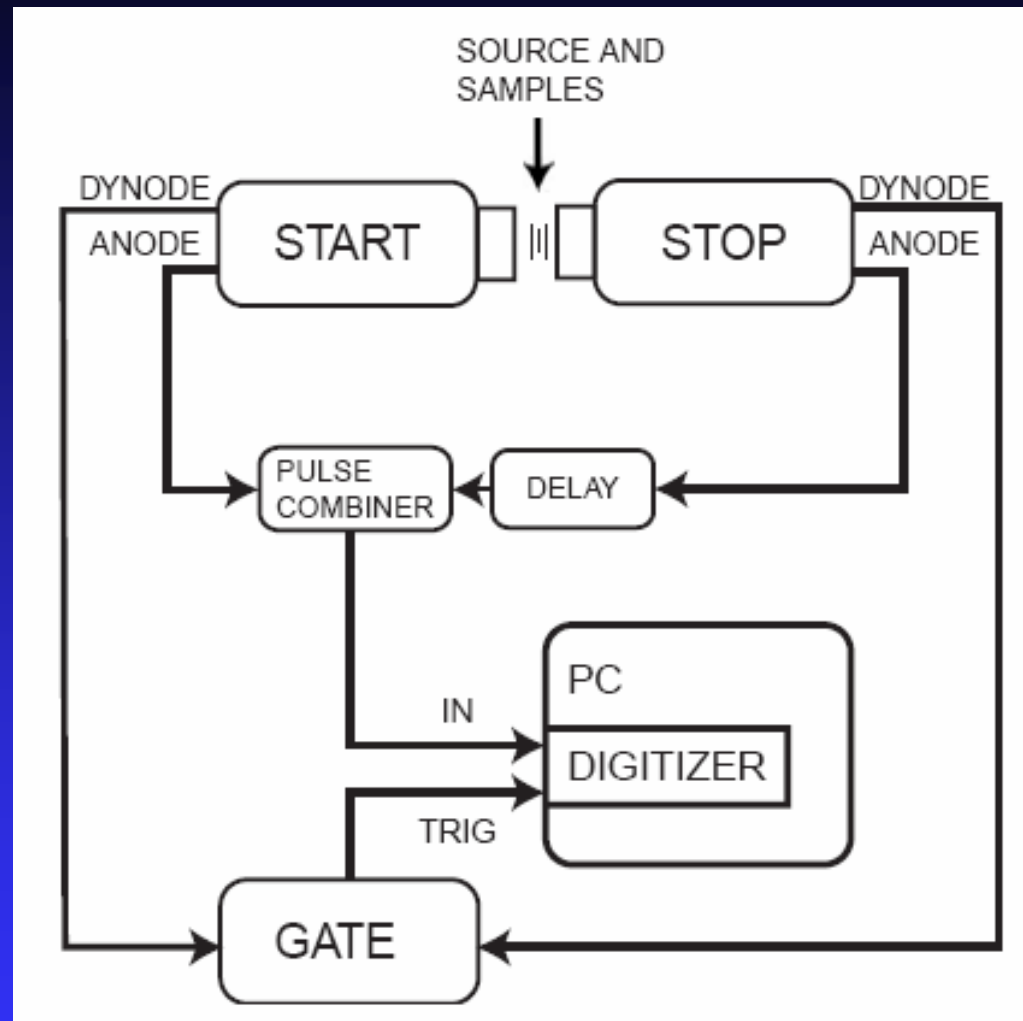 SOURCE AND
SAMPLES
DYNODE
ANODE
START
STOP
DYNODE
ANODE
PULSE
COMBINER
DELAY
PC
IN
DIGITIZER
TRIG
GATE